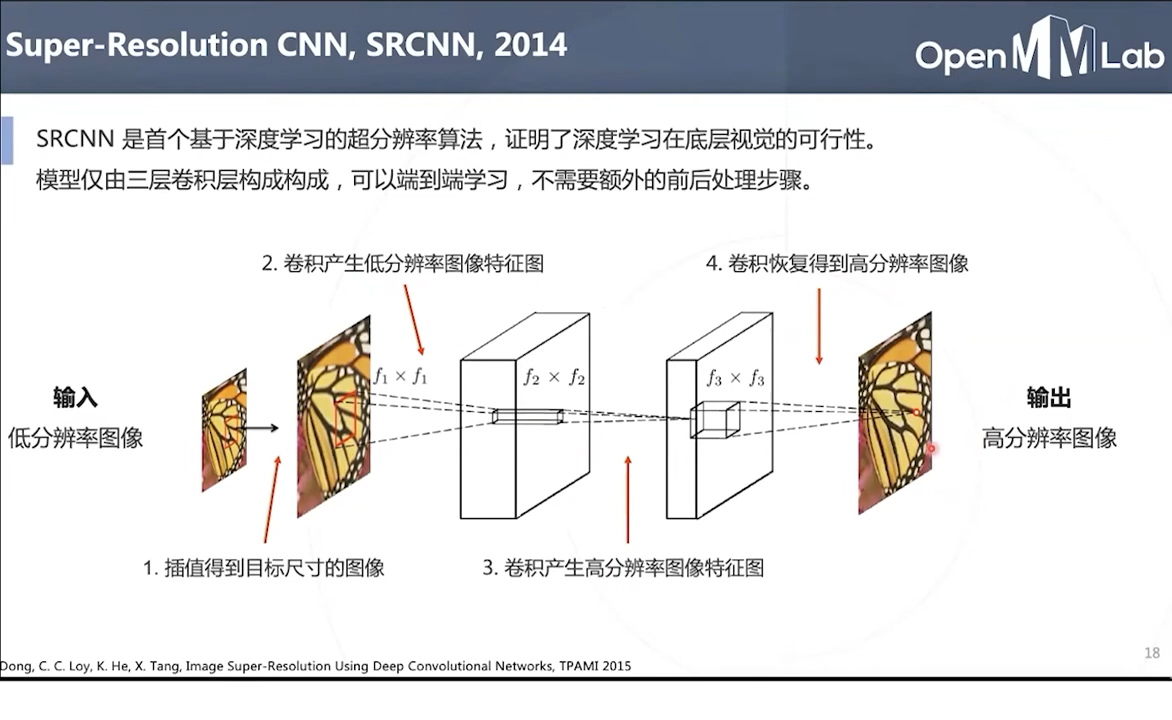 Super-Resolution CNN, SRCNN, 2014
OpenMMLab
SRCNN 是首个基于深度学习的超分辨率算法，证明了深度学习在底层视觉的可行性。
模型仅由三层卷积层构成构成，可以端到端学习，不需要额外的前后处理步骤。
2. 卷积产生低分辨率图像特征图
4. 卷积恢复得到高分辨率图像
f₁ × f₁
f₂ × f₂
f₃ × f₃
输入
低分辨率图像
输出
高分辨率图像
1. 插值得到目标尺寸的图像
3. 卷积产生高分辨率图像特征图
Dong, C. C. Loy, K. He, X. Tang, Image Super-Resolution Using Deep Convolutional Networks, TPAMI 2015
18